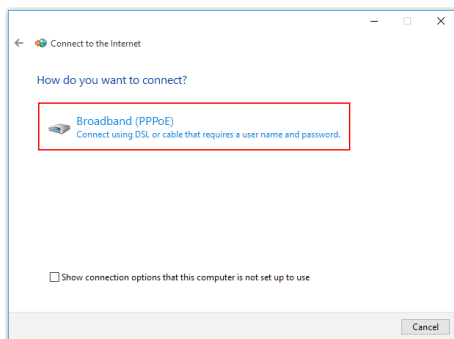 Connect to the Internet
How do you want to connect?
Broadband (PPPoE)
Connect using DSL or cable that requires a user name and password.
Show connection options that this computer is not set up to use
Cancel